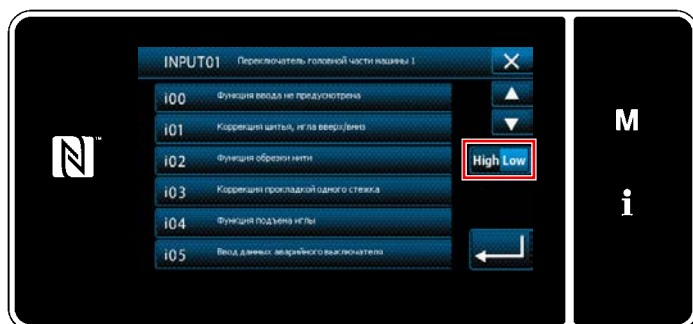 INPUT01 Переключатель головной части машины 1
i00 Функция ввода не предусмотрена
i01 Коррекция шитья, игла вверх/вниз
i02 Функция обрезки нити
High Low
i03 Коррекция прокладкой одного стежка
i04 Функция подъема иглы
i05 Ввод данных аварийного выключателя
M
i